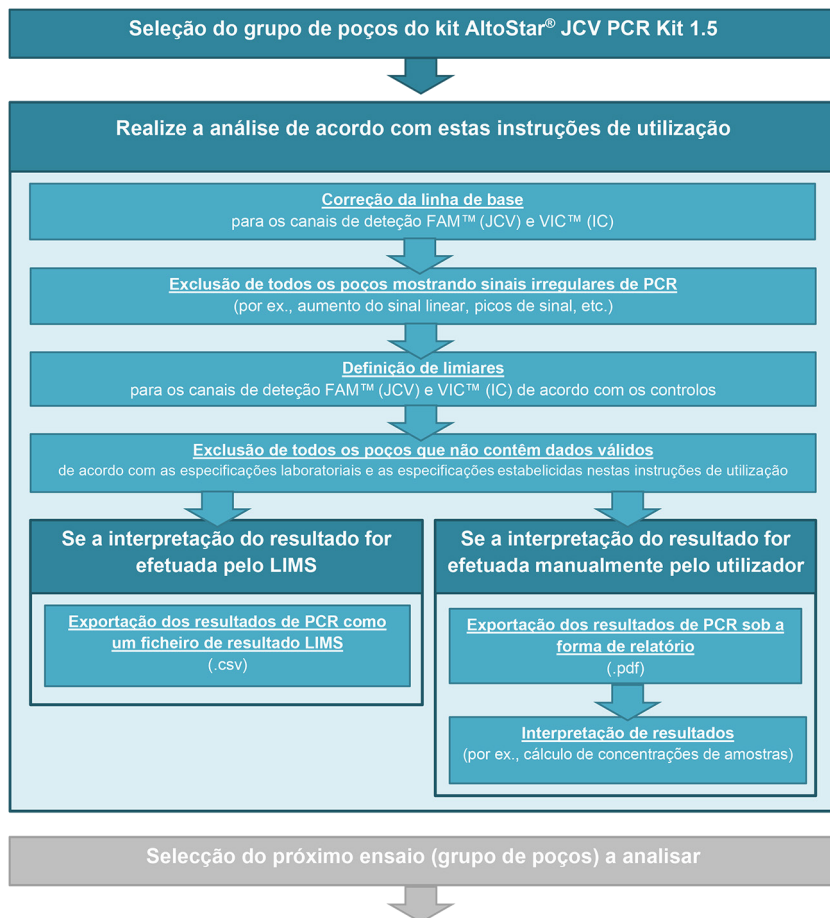 Seleção do grupo de poços do kit AltoStar® JCV PCR Kit 1.5
Realize a análise de acordo com estas instruções de utilização
Correção da linha de base
para os canais de deteção FAM™ (JCV) e VIC™ (IC)
Exclusão de todos os poços mostrando sinais irregulares de PCR
(por ex., aumento do sinal linear, picos de sinal, etc.)
Definição de limiares
para os canais de deteção FAM™ (JCV) e VIC™ (IC) de acordo com os controlos
Exclusão de todos os poços que não contêm dados válidos
de acordo com as especificações laboratoriais e as especificações estabelicidas nestas instruções de utilização
Se a interpretação do resultado for
efetuada pelo LIMS
Exportação dos resultados de PCR como
um ficheiro de resultado LIMS
(.csv)
Se a interpretação do resultado for
efetuada manualmente pelo utilizador
Exportação dos resultados de PCR sob a
forma de relatório
(.pdf)
Interpretação de resultados
(por ex., cálculo de concentrações de amostras)
Selecção do próximo ensaio (grupo de poços) a analisar